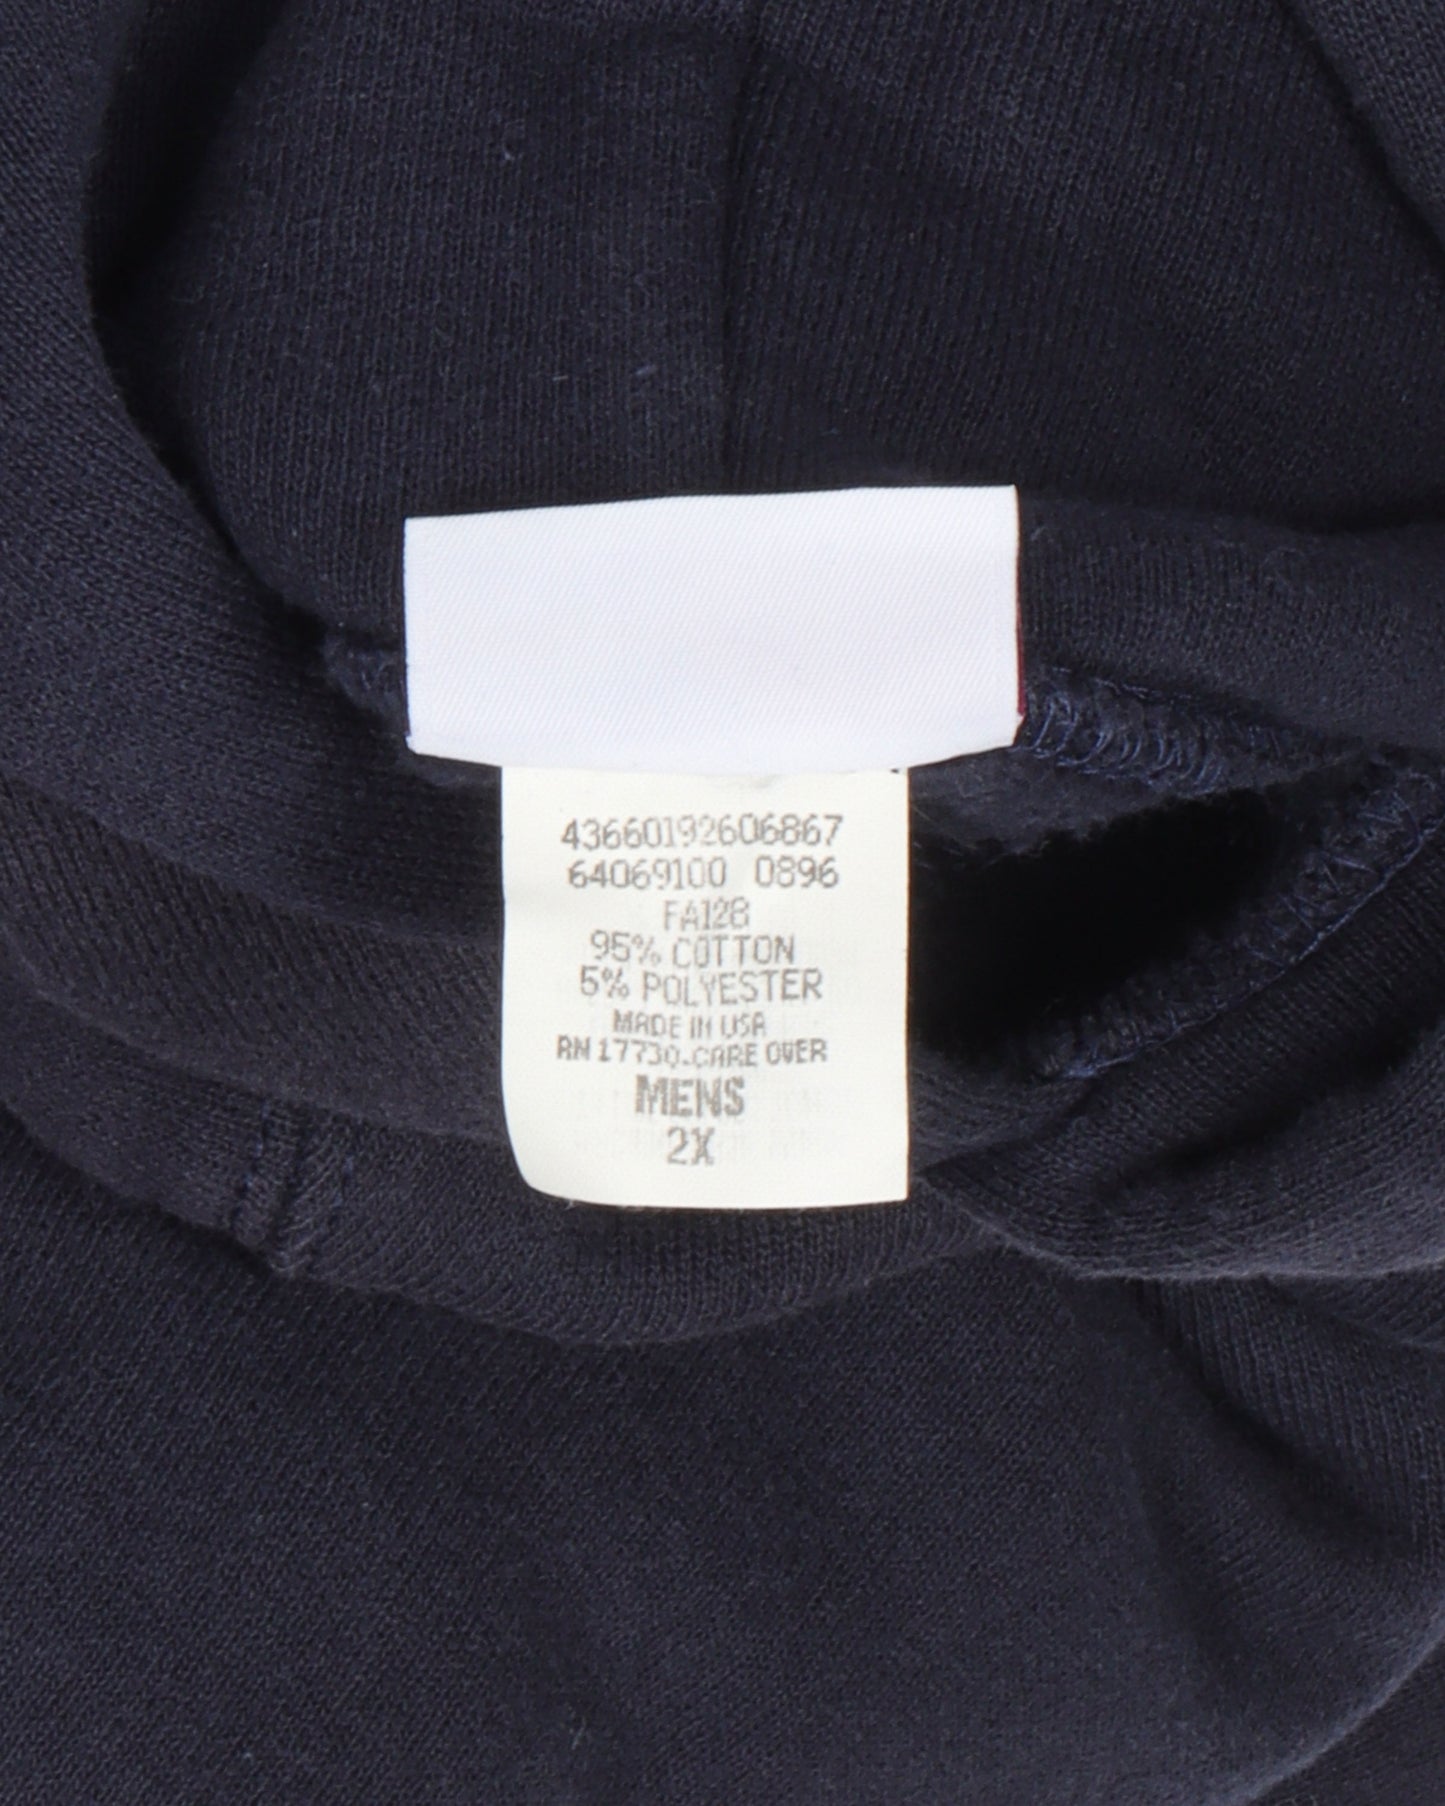 43660192606867
64069100 0896
FA128
95% COTTON
5% POLYESTER
MADE IN USA
RN 17730-CARE OVER
MENS
2X